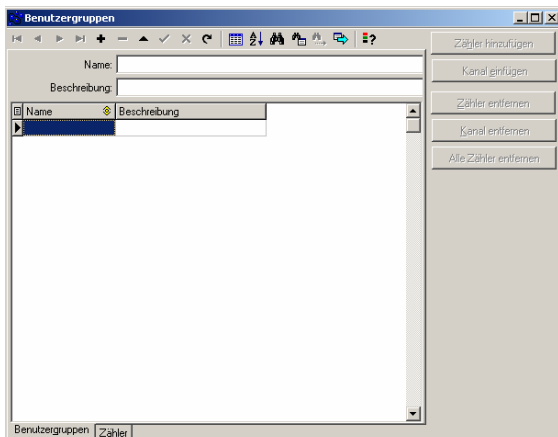 Benutzergruppen
Zähler hinzufügen
Name:
Kanal einfügen
Beschreibung:
Name Beschreibung
Zähler entfernen
Kanal entfernen
Alle Zähler entfernen
Benutzergruppen Zähler